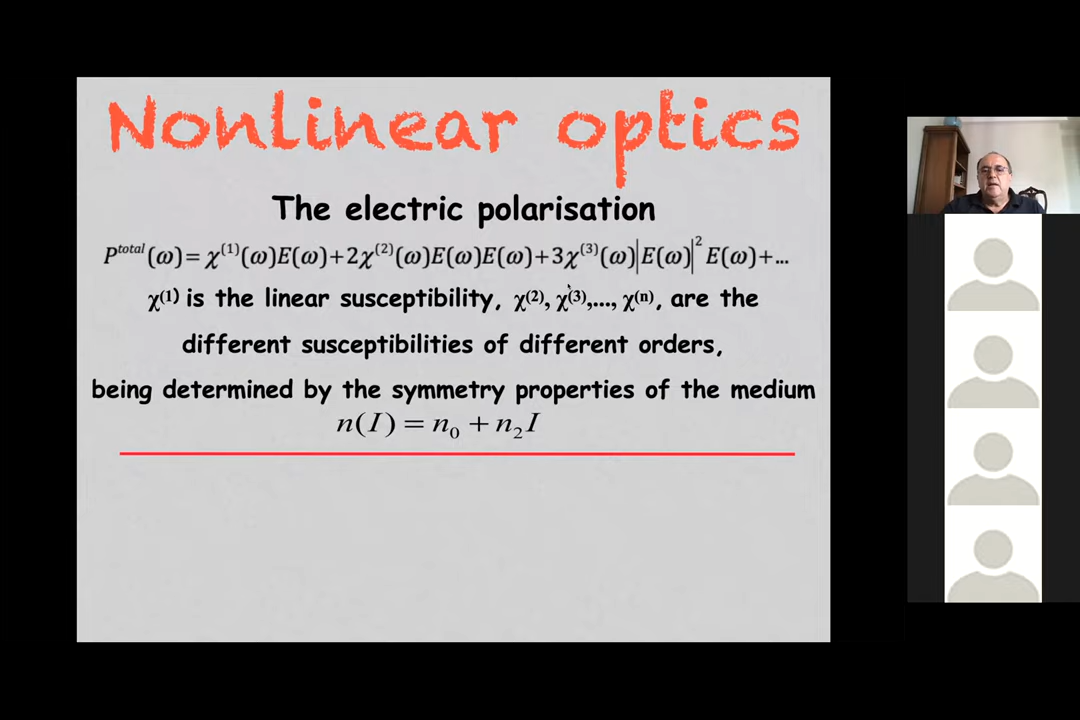 Nonlinear optics
The electric polarisation
P^total(ω)= χ^(1)(ω)E(ω)+2χ^(2)(ω)E(ω)E(ω)+3χ^(3)(ω)|E(ω)|^2 E(ω)+...
χ(1) is the linear susceptibility, χ(2), χ(3),..., χ(n), are the
different susceptibilities of different orders,
being determined by the symmetry properties of the medium
n(I) = n₀ + n₂I